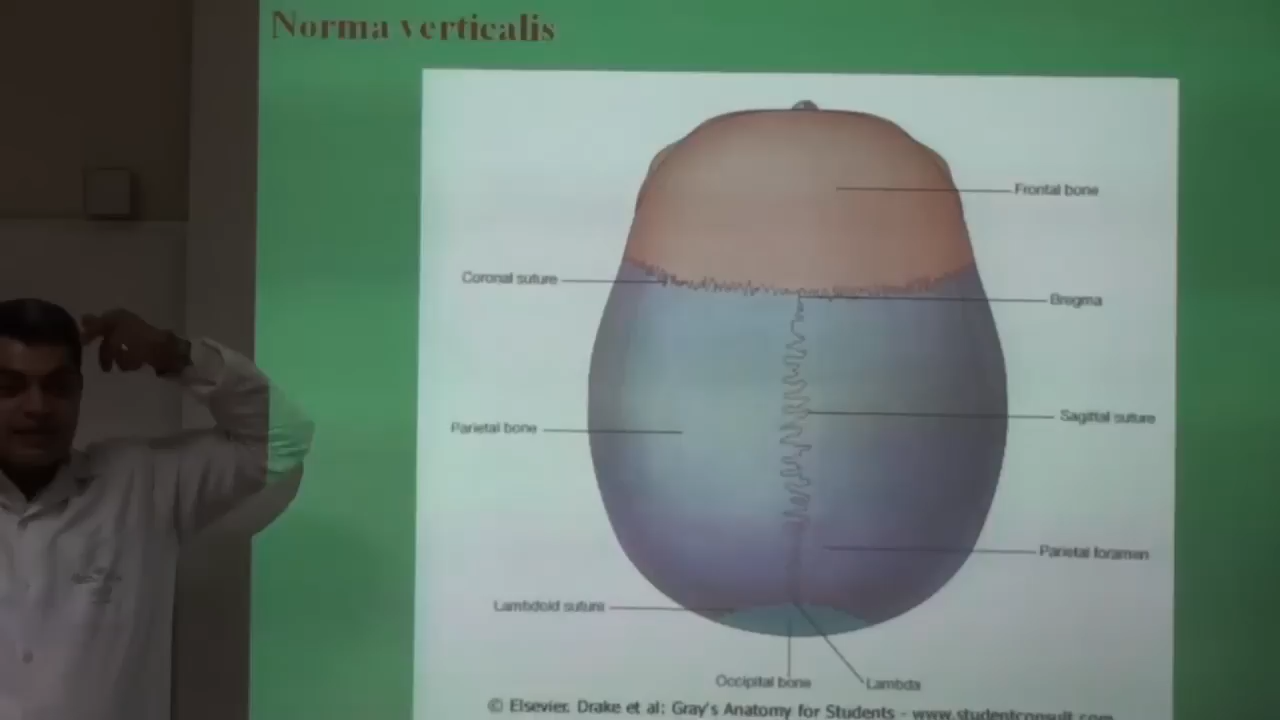 Norma verticalis
Frontal bone
Coronal suture
Bregma
Sagittal suture
Parietal bone
Parietal foramen
Lambdoid suture
Occipital bone
Lambda
© Elsevier. Drake et al: Gray's Anatomy for Students - www.studentconsult.com